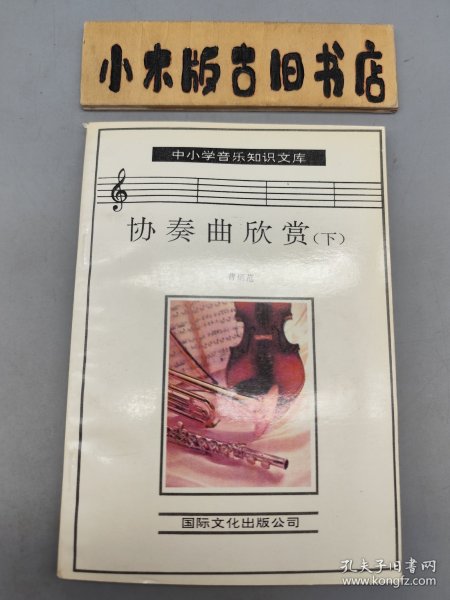 小木版古旧书店
中小学音乐知识文库
协奏曲欣赏(下)
国际文化出版公司
孔夫子旧书网
www.kongfz.com